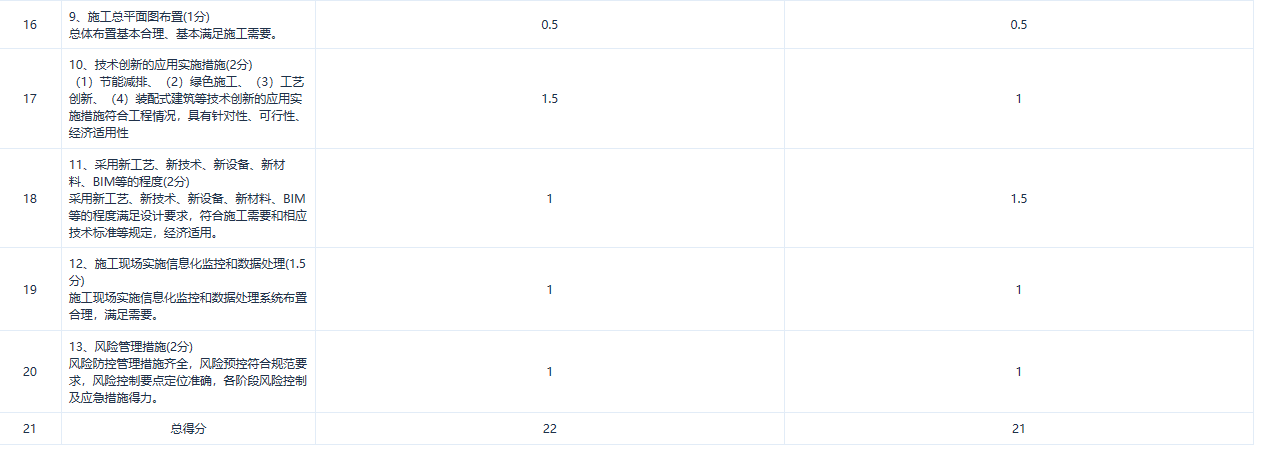 16
9、施工总平面图布置(1分)
总体布置基本合理、基本满足施工需要。
0.5
0.5
17
10、技术创新的应用实施措施(2分)
（1）节能减排、（2）绿色施工、（3）工艺
创新、（4）装配式建筑等技术创新的应用实
施措施符合工程情况，具有针对性、可行性、
经济适用性
1.5
1
18
11、采用新工艺、新技术、新设备、新材
料、BIM等的程度(2分)
采用新工艺、新技术、新设备、新材料、BIM
等的程度满足设计要求，符合施工需要和相应
技术标准等规定，经济适用。
1
1.5
19
12、施工现场实施信息化监控和数据处理(1.5
分)
施工现场实施信息化监控和数据处理系统布置
合理，满足需要。
1
1
20
13、风险管理措施(2分)
风险防控管理措施齐全，风险预控符合规范要
求，风险控制要点定位准确，各阶段风险控制
及应急措施得力。
1
1
21
总得分
22
21